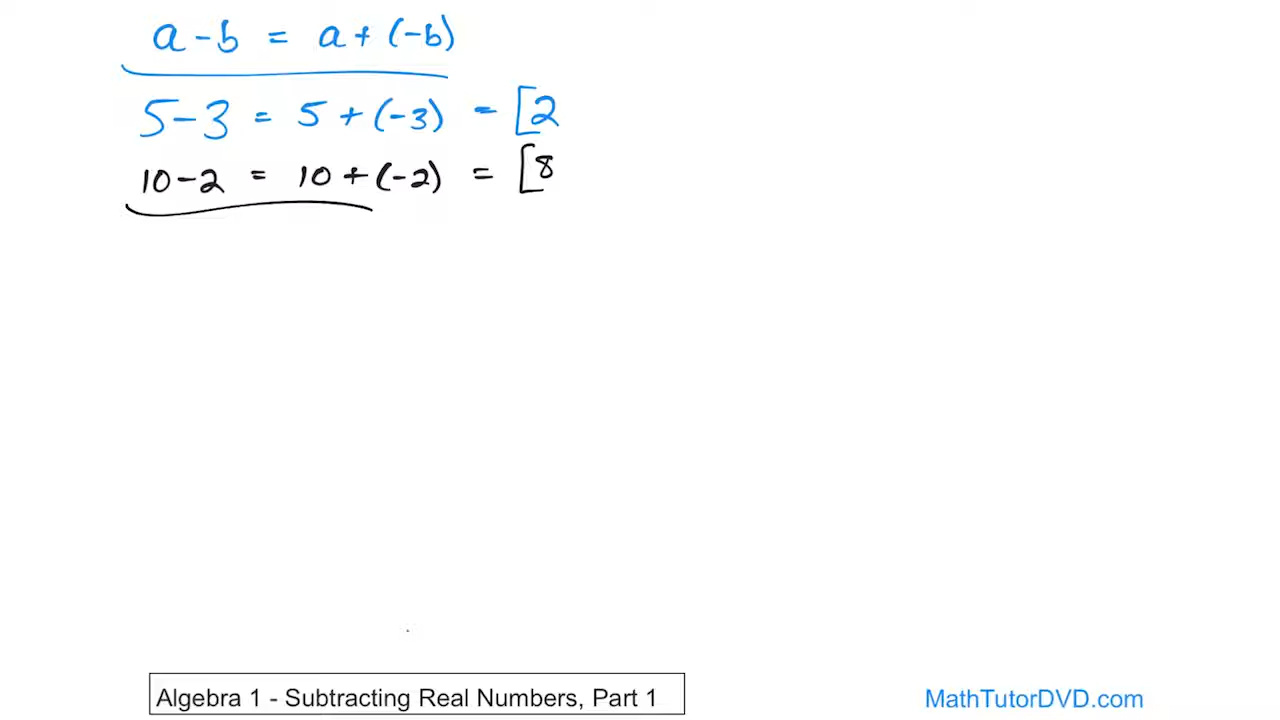 a - b = a + (-b)
5 - 3 = 5 + (-3) = [2
10 - 2 = 10 + (-2) = [8
Algebra 1 - Subtracting Real Numbers, Part 1
MathTutorDVD.com